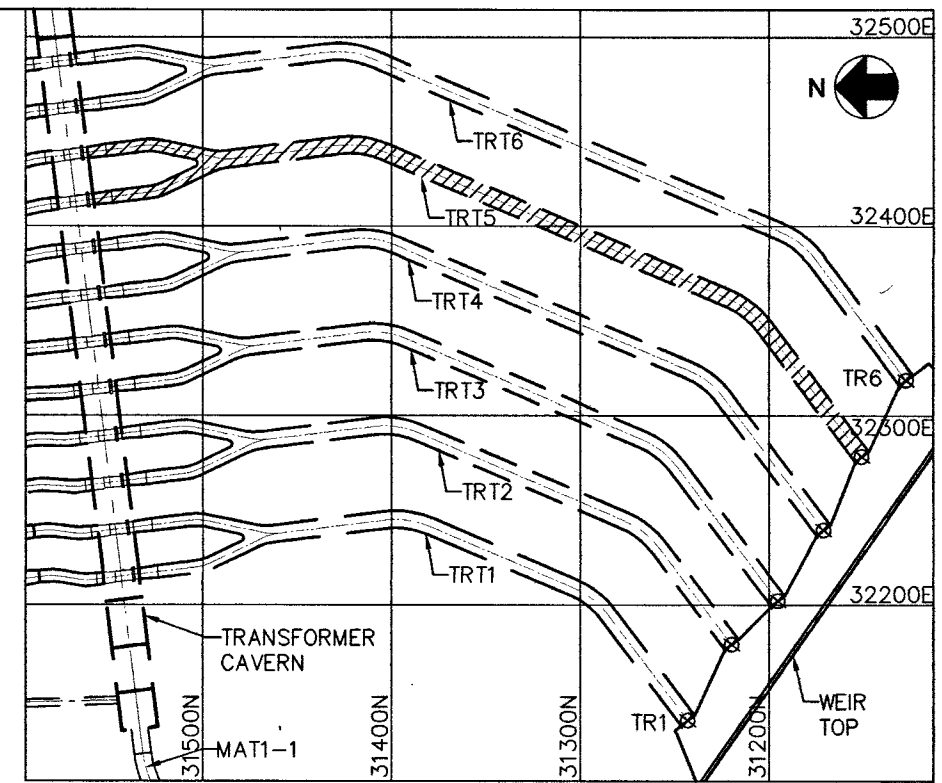 32500E
N
TRT6
TRT5
32400E
TRT4
TRT3
TR6
32300E
TRT2
TRT1
32200E
TRANSFORMER
CAVERN
31500N
31400N
31300N
31200N
WEIR
TOP
TR1
MAT1-1